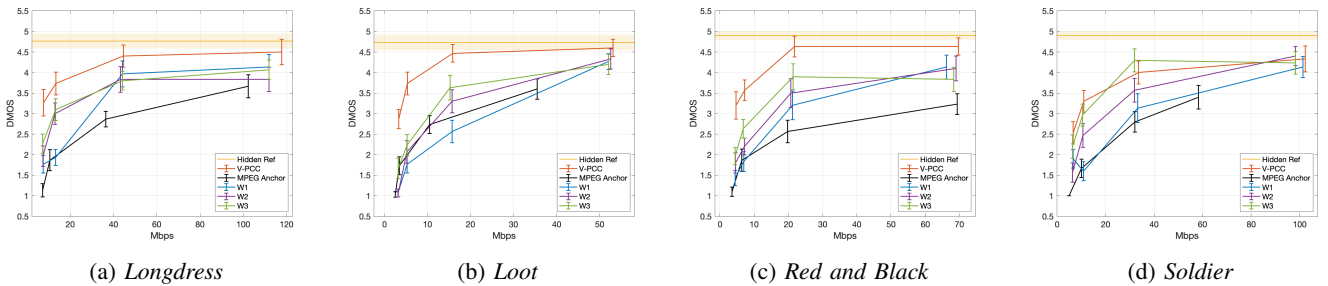 5.5
5
4.5
4
3.5
3
2.5
2
1.5
1
0.5
DMOS
0 20 40 60 80 100 120
Mbps
Hidden Ref
V-PCC
MPEG Anchor
W1
W2
W3
(a) Longdress
5.5
5
4.5
4
3.5
3
2.5
2
1.5
1
0.5
DMOS
0 10 20 30 40 50
Mbps
Hidden Ref
V-PCC
MPEG Anchor
W1
W2
W3
(b) Loot
5.5
5
4.5
4
3.5
3
2.5
2
1.5
1
0.5
DMOS
0 10 20 30 40 50 60 70
Mbps
Hidden Ref
V-PCC
MPEG Anchor
W1
W2
W3
(c) Red and Black
5.5
5
4.5
4
3.5
3
2.5
2
1.5
1
0.5
DMOS
0 20 40 60 80 100
Mbps
Hidden Ref
V-PCC
MPEG Anchor
W1
W2
W3
(d) Soldier